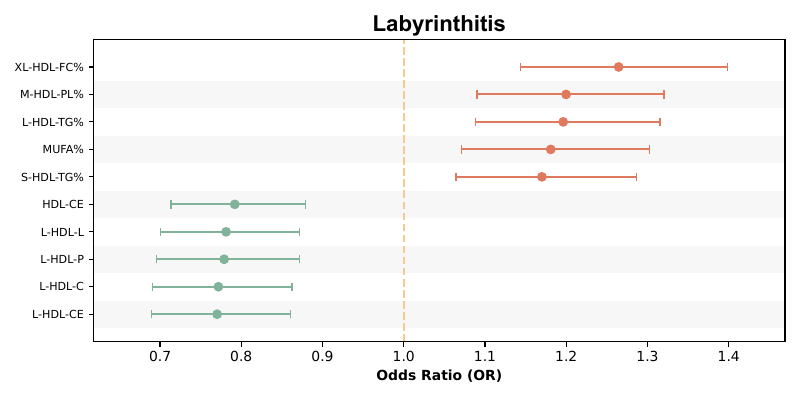 Labyrinthitis
XL-HDL-FC%
M-HDL-PL%
L-HDL-TG%
MUFA%
S-HDL-TG%
HDL-CE
L-HDL-L
L-HDL-P
L-HDL-C
L-HDL-CE
0.7 0.8 0.9 1.0 1.1 1.2 1.3 1.4
Odds Ratio (OR)